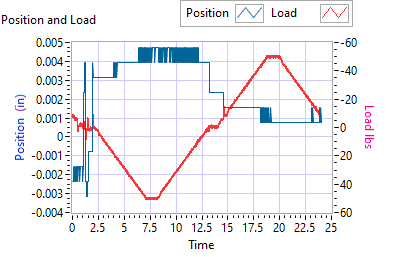 Position Load
Position and Load
0.005
0.004
0.003
0.002
0.001
0
-0.001
-0.002
-0.003
-0.004
Position (in)
-60
-40
-20
0
20
40
60
Load lbs
0 2.5 5 7.5 10 12.5 15 17.5 20 22.5 25
Time